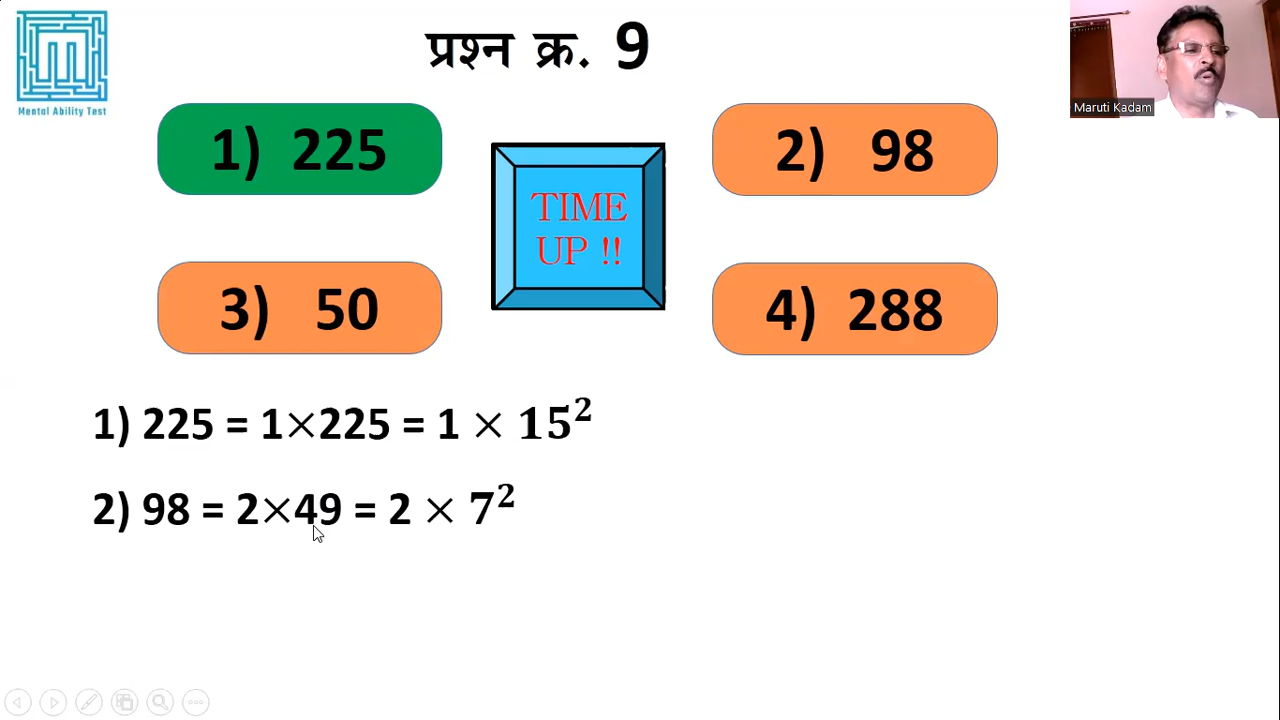 Mental Ability Test
प्रश्न क्र. 9
Maruti Kadam
1) 225
2) 98
TIME
UP !!
3) 50
4) 288
1) 225 = 1×225 = 1 × 15²
2) 98 = 2×49 = 2 × 7²